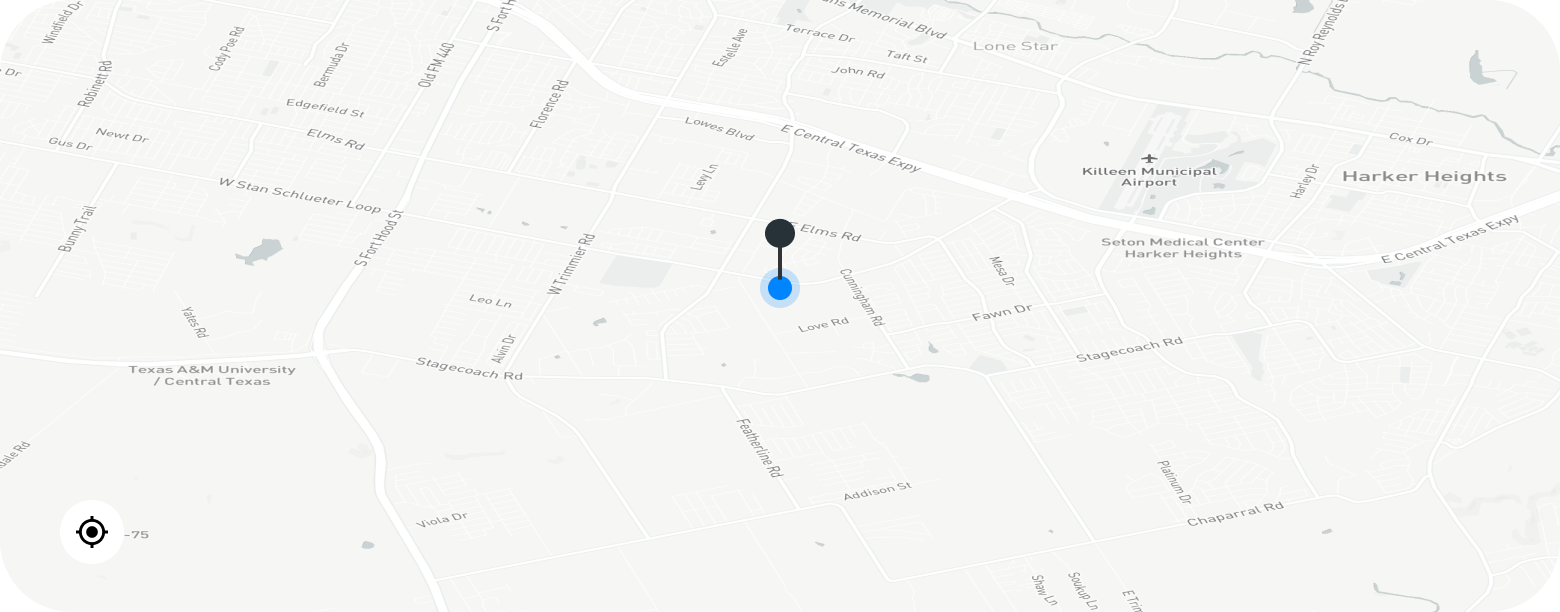 Windfield Dr
Cody Poe Rd
Bermuda Dr
Old FM 440
S Fort H
Estelle Ave
ns Memorial Blvd
Terrace Dr
Taft St
Lone Star
N Roy Reynolds
Dr
Robinett Rd
Florence Rd
John Rd
Edgefield St
Newt Dr
Elms Rd
Gus Dr
Lowes Blvd
E Central Texas Expy
Cox Dr
Killeen Municipal
Airport
Harley Dr
Harker Heights
W Stan Schlueter Loop
Levy Ln
Bunny Trail
S Fort Hood St
E Elms Rd
Seton Medical Center
Harker Heights
E Central Texas Expy
W Trimmier Rd
Mesa Dr
Leo Ln
Cunningham Rd
Yates Rd
Love Rd
Fawn Dr
Alvin Dr
Stagecoach Rd
Stagecoach Rd
Texas A&M University
/ Central Texas
Featherline Rd
dale Rd
Platinum Dr
Addison St
Viola Dr
Chaparral Rd
-75
Shaw Ln
Soukup Ln
E Trim